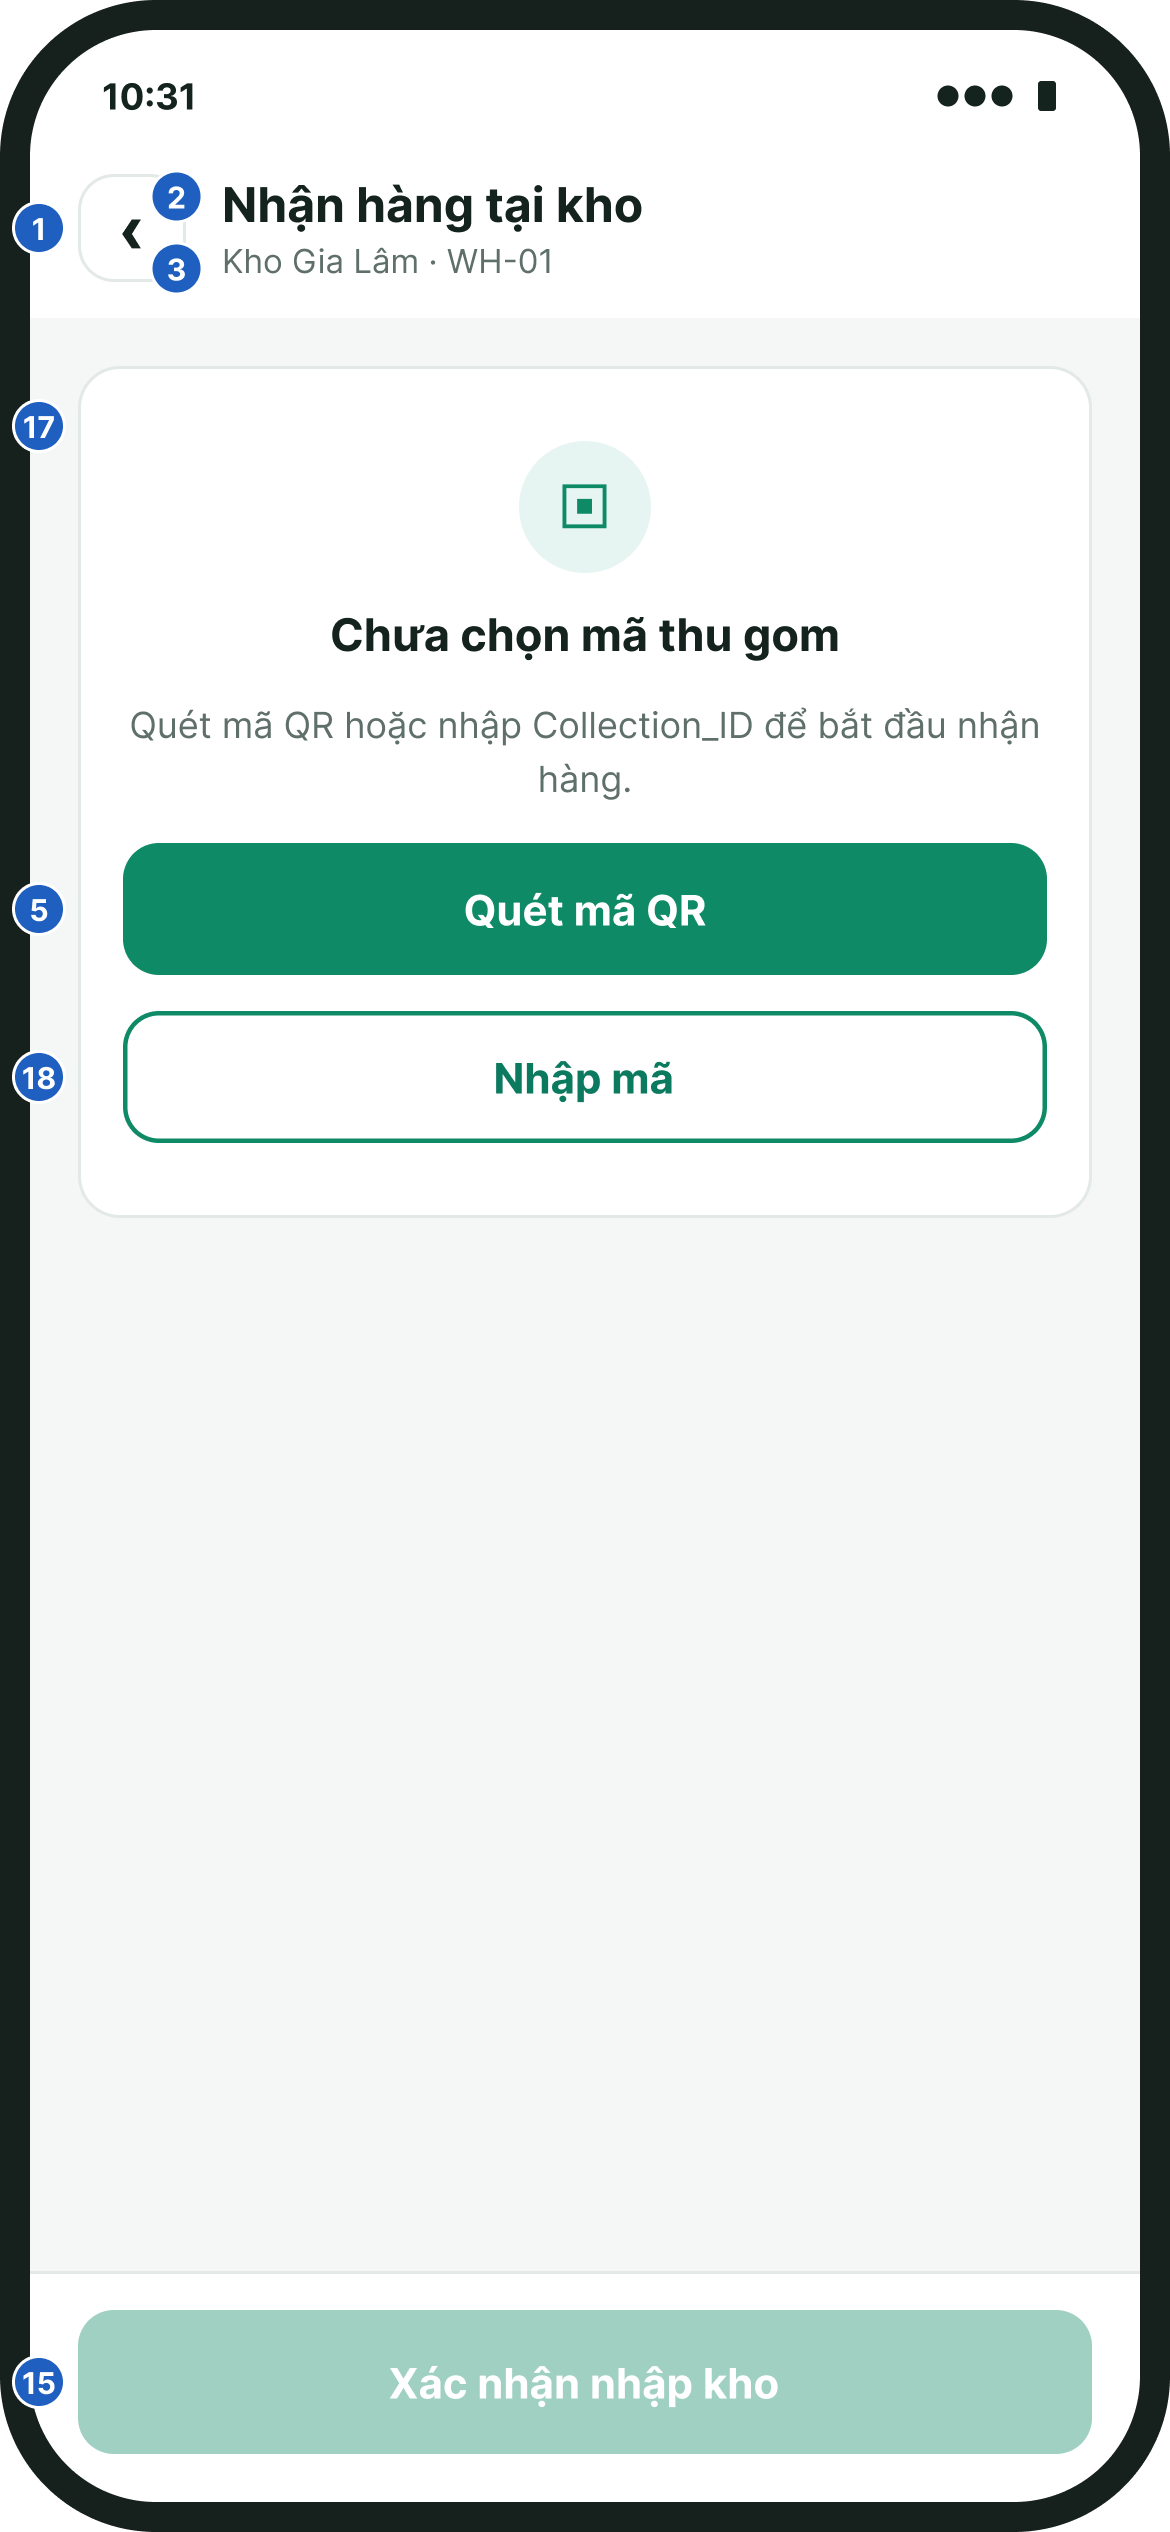 10:31
1
2
Nhận hàng tại kho
3
Kho Gia Lâm · WH-01
17
Chưa chọn mã thu gom
Quét mã QR hoặc nhập Collection_ID để bắt đầu nhận
hàng.
5
Quét mã QR
18
Nhập mã
15
Xác nhận nhập kho